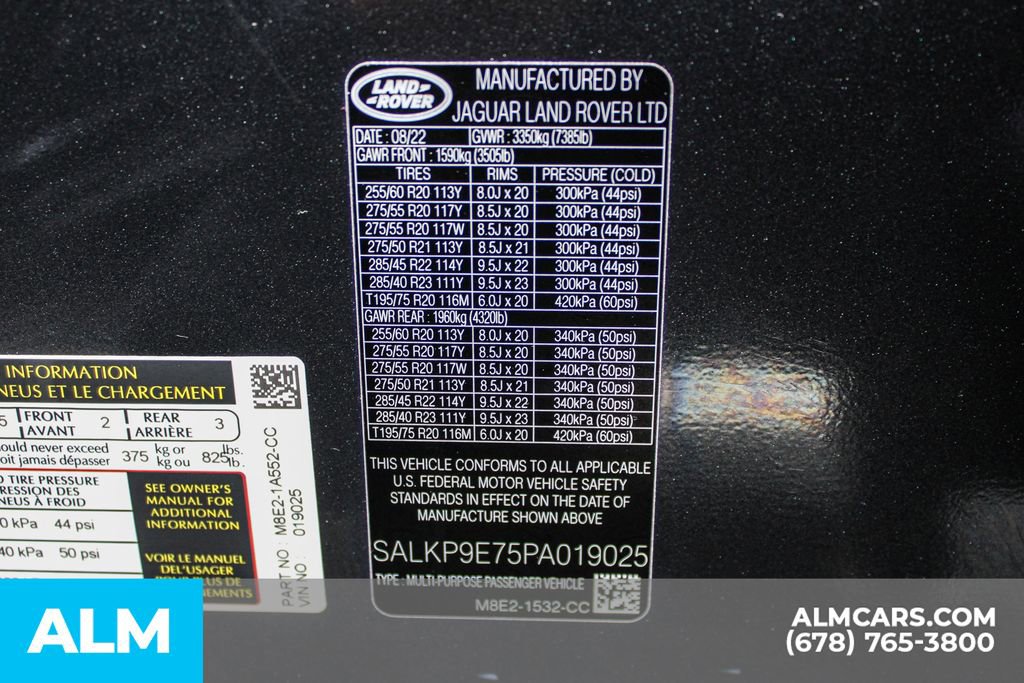 LAND-
-ROVER
MANUFACTURED BY
JAGUAR LAND ROVER LTD
DATE : 08/22 GVWR : 3350kg (7385lb)
GAWR FRONT : 1590kg (3505lb)
TIRES RIMS PRESSURE (COLD)
255/60 R20 113Y 8.0J x 20 300kPa (44psi)
275/55 R20 117Y 8.5J x 20 300kPa (44psi)
275/55 R20 117W 8.5J x 20 300kPa (44psi)
275/50 R21 113Y 8.5J x 21 300kPa (44psi)
285/45 R22 114Y 9.5J x 22 300kPa (44psi)
285/40 R23 111Y 9.5J x 23 300kPa (44psi)
T195/75 R20 116M 6.0J x 20 420kPa (60psi)
GAWR REAR : 1960kg (4320lb)
255/60 R20 113Y 8.0J x 20 340kPa (50psi)
275/55 R20 117Y 8.5J x 20 340kPa (50psi)
275/55 R20 117W 8.5J x 20 340kPa (50psi)
275/50 R21 113Y 8.5J x 21 340kPa (50psi)
285/45 R22 114Y 9.5J x 22 340kPa (50psi)
285/40 R23 111Y 9.5J x 23 340kPa (50psi)
T195/75 R20 116M 6.0J x 20 420kPa (60psi)
THIS VEHICLE CONFORMS TO ALL APPLICABLE
U.S. FEDERAL MOTOR VEHICLE SAFETY
STANDARDS IN EFFECT ON THE DATE OF
MANUFACTURE SHOWN ABOVE
SALKP9E75PA019025
TYPE : MULTI-PURPOSE PASSENGER VEHICLE
M8E2-1532-CC
INFORMATION
NEUS ET LE CHARGEMENT
5 FRONT 2 REAR 3
AVANT ARRIÈRE
ould never exceed 375 kg or 825 lbs.
oit jamais dépasser kg ou lb.
TIRE PRESSURE
RESSION DES
NEUS À FROID
0 kPa 44 psi
40 kPa 50 psi
SEE OWNER'S
MANUAL FOR
ADDITIONAL
INFORMATION
VOIR LE MANUEL
DE L'USAGER
POUR PLUS DE
NEMENTS
PART NO : M8E2-1A552-CC
VIN NO : 019025
ALM
ALMCARS.COM
(678) 765-3800